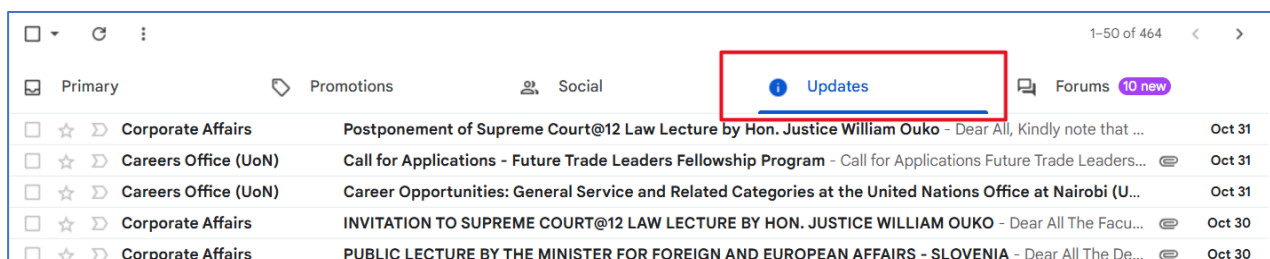 1–50 of 464
Primary Promotions Social Updates Forums 10 new
Corporate Affairs Postponement of Supreme Court@12 Law Lecture by Hon. Justice William Ouko - Dear All, Kindly note that ... Oct 31
Careers Office (UoN) Call for Applications - Future Trade Leaders Fellowship Program - Call for Applications Future Trade Leaders... Oct 31
Careers Office (UoN) Career Opportunities: General Service and Related Categories at the United Nations Office at Nairobi (U... Oct 31
Corporate Affairs INVITATION TO SUPREME COURT@12 LAW LECTURE BY HON. JUSTICE WILLIAM OUKO - Dear All The Facu... Oct 30
Corporate Affairs PUBLIC LECTURE BY THE MINISTER FOR FOREIGN AND EUROPEAN AFFAIRS - SLOVENIA - Dear All The De... Oct 30